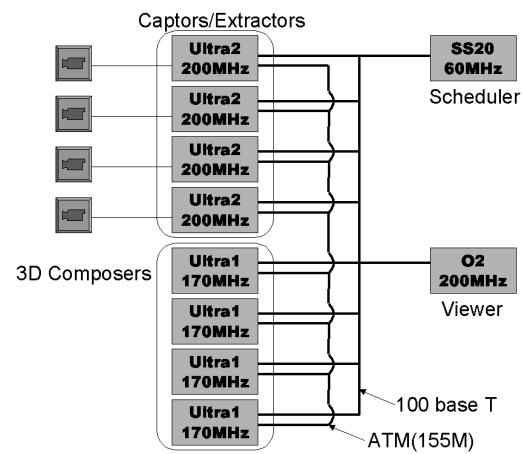 Captors/Extractors
Ultra2
200MHz
SS20
60MHz
Scheduler
Ultra2
200MHz
Ultra2
200MHz
Ultra2
200MHz
3D Composers
Ultra1
170MHz
O2
200MHz
Viewer
Ultra1
170MHz
Ultra1
170MHz
Ultra1
170MHz
100 base T
ATM(155M)